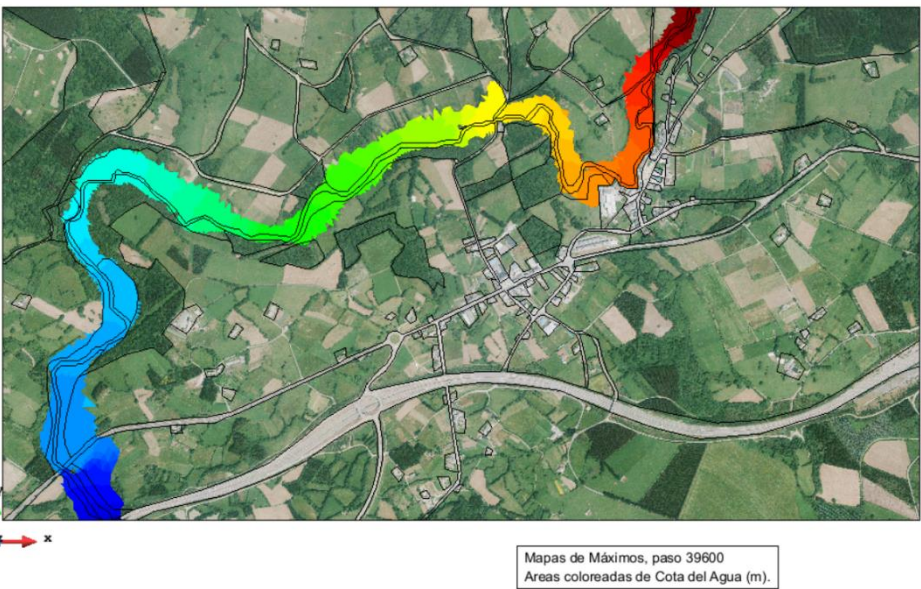 x
Mapas de Máximos, paso 39600
Areas coloreadas de Cota del Agua (m).